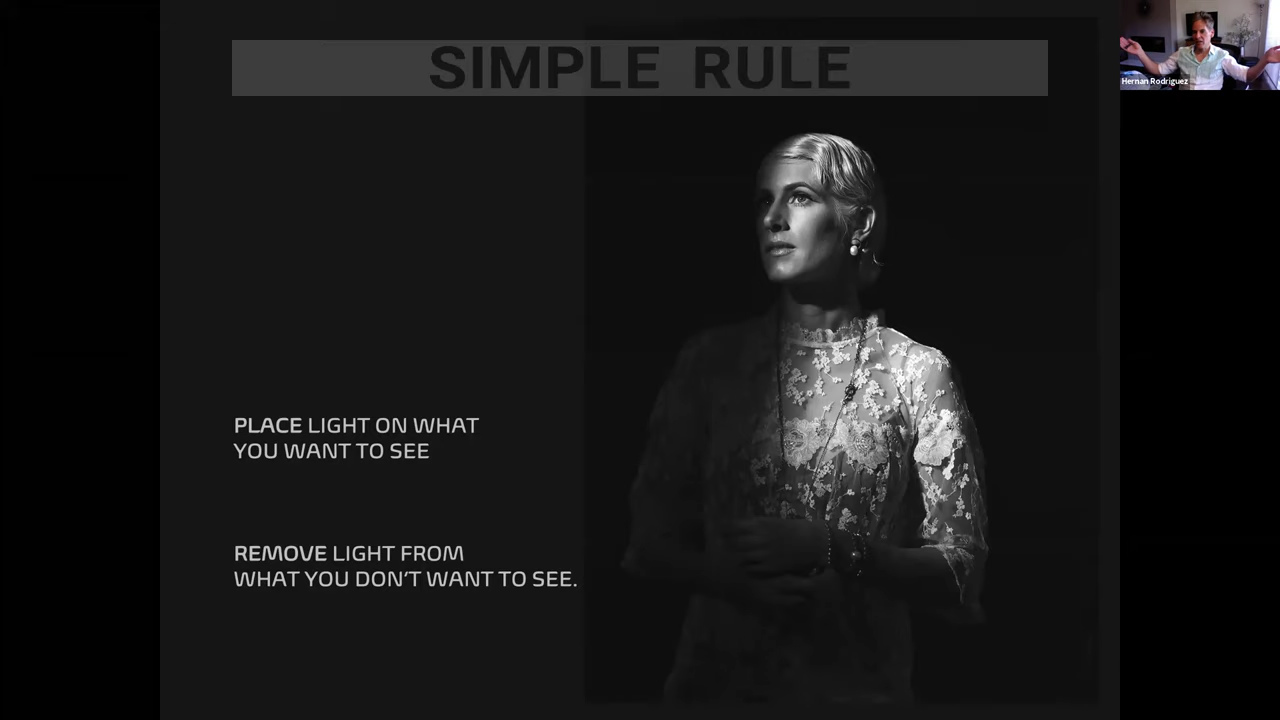 SIMPLE RULE
Hernan Rodriguez
PLACE LIGHT ON WHAT
YOU WANT TO SEE
REMOVE LIGHT FROM
WHAT YOU DON'T WANT TO SEE.